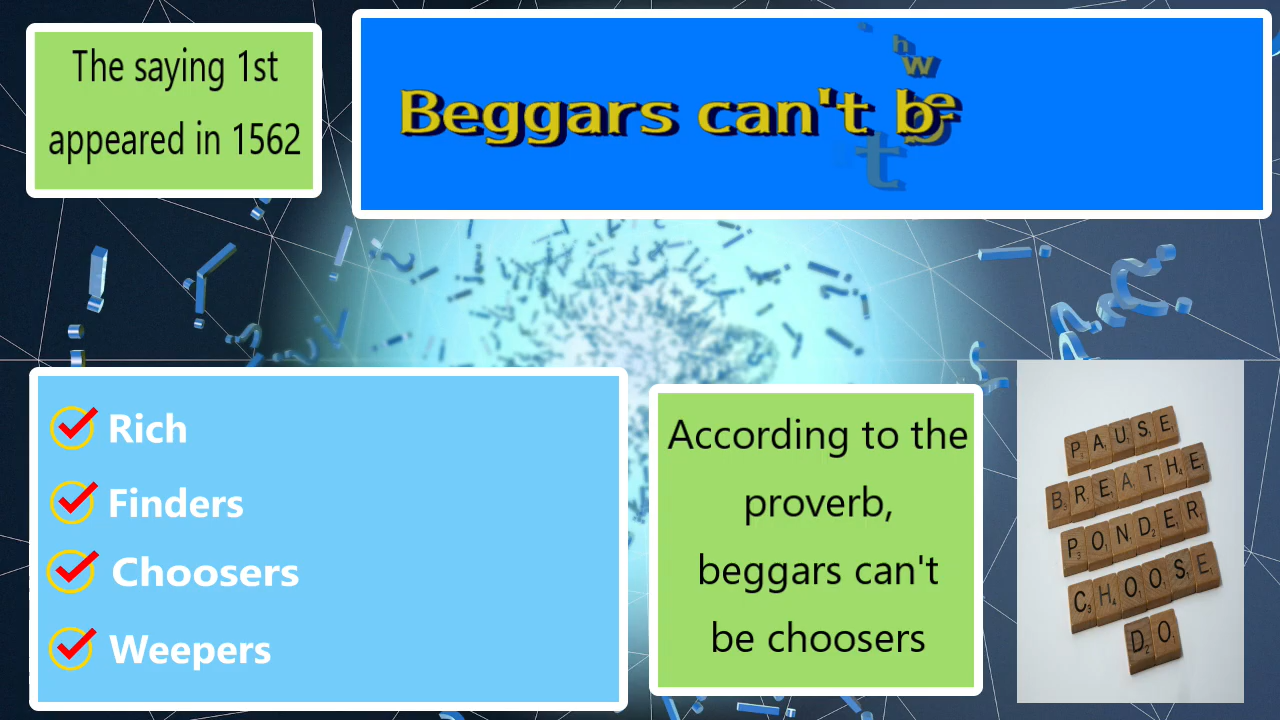 The saying 1st
appeared in 1562
Beggars can't be
h
w
t
Rich
Finders
Choosers
Weepers
According to the
proverb,
beggars can't
be choosers
PAUSE
BREATHE
PONDER
CHOOSE
DO